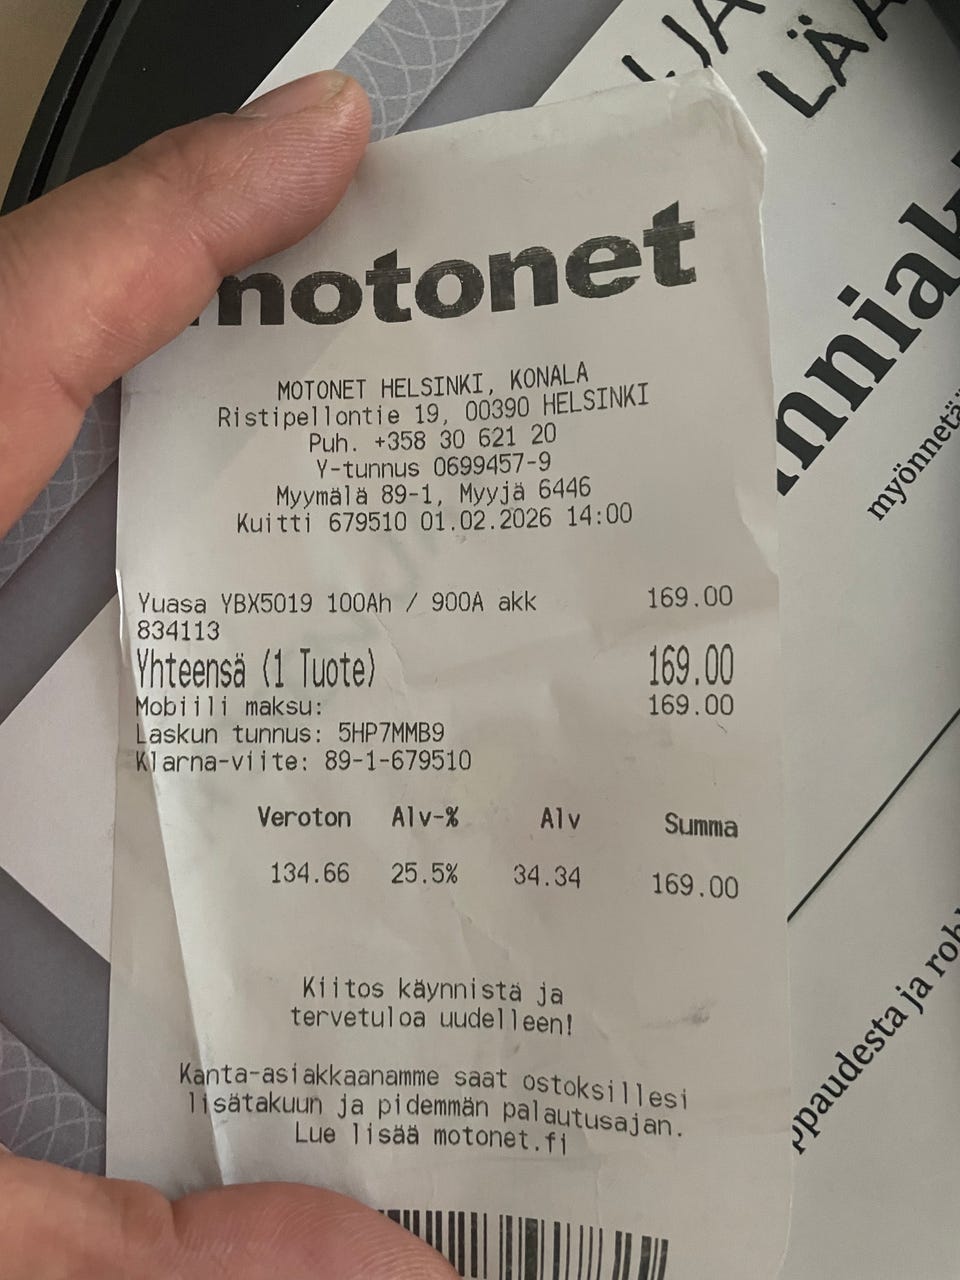 motonet
MOTONET HELSINKI, KONALA
Ristipellontie 19, 00390 HELSINKI
Puh. +358 30 621 20
Y-tunnus 0699457-9
Myymälä 89-1, Myyjä 6446
Kuitti 679510 01.02.2026 14:00
Yuasa YBX5019 100Ah / 900A akk 169.00
834113
Yhteensä (1 Tuote) 169.00
Mobiili maksu: 169.00
Laskun tunnus: 5HP7MMB9
Klarna-viite: 89-1-679510
Veroton Alv-% Alv Summa
134.66 25.5% 34.34 169.00
Kiitos käynnistä ja
tervetuloa uudelleen!
Kanta-asiakkaanamme saat ostoksillesi
lisätakuun ja pidemmän palautusajan.
Lue lisää motonet.fi